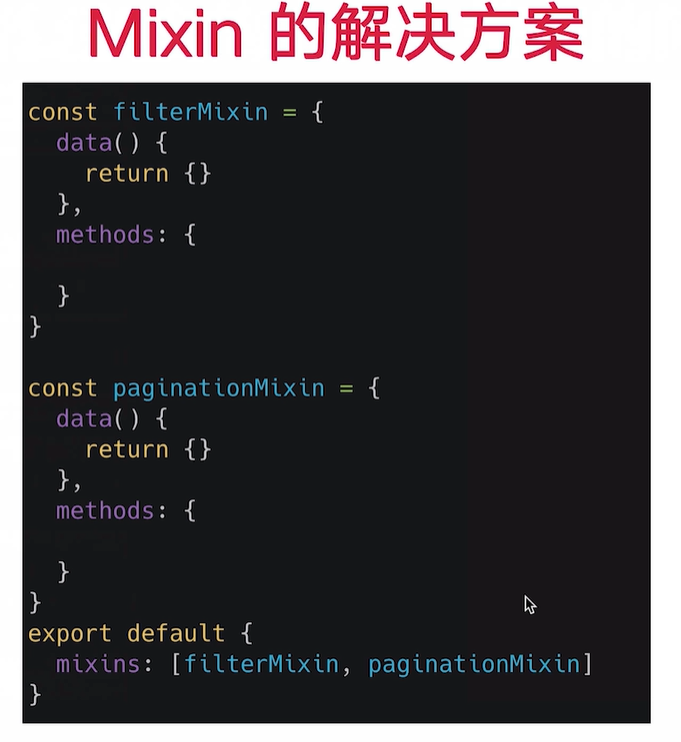 Mixin 的解决方案
const filterMixin = {
  data() {
    return {}
  },
  methods: {
  }
}
const paginationMixin = {
  data() {
    return {}
  },
  methods: {
  }
}
export default {
  mixins: [filterMixin, paginationMixin]
}